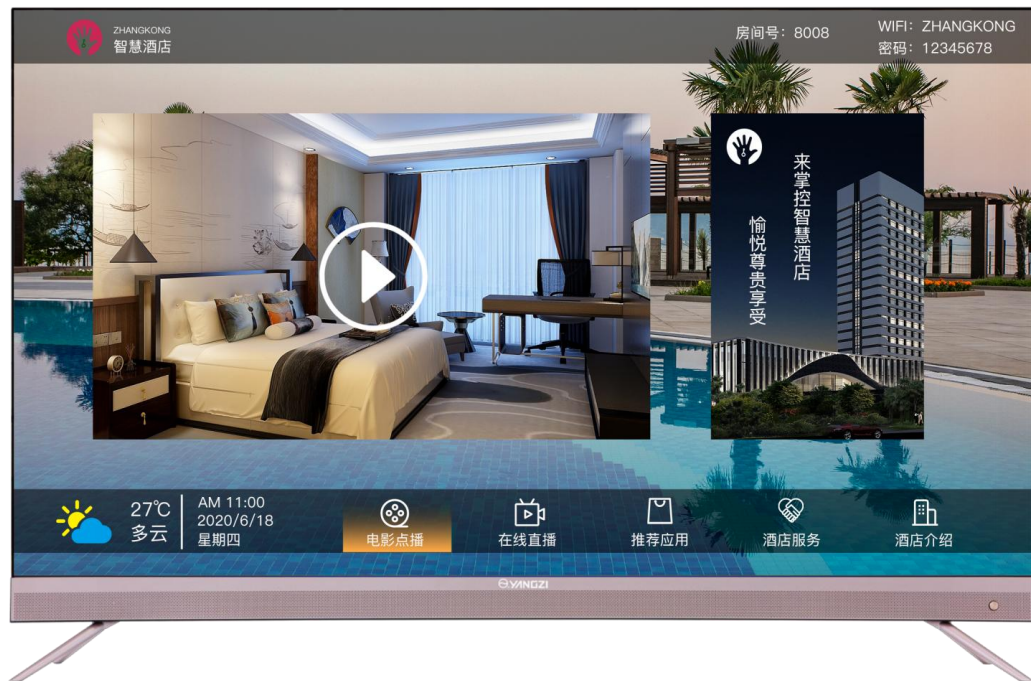 ZHANGKONG
智慧酒店
房间号：8008
WIFI：ZHANGKONG
密码：12345678
来掌控智慧酒店
愉悦尊贵享受
27℃
多云
AM 11:00
2020/6/18
星期四
电影点播
在线直播
推荐应用
酒店服务
酒店介绍
YANGZI